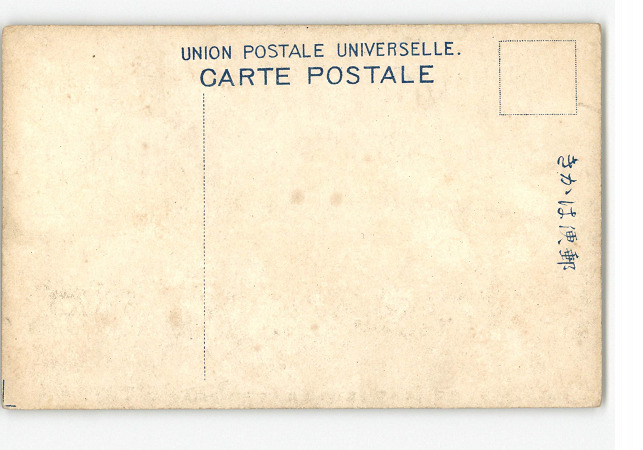 UNION POSTALE UNIVERSELLE.
CARTE POSTALE
きかは便郵